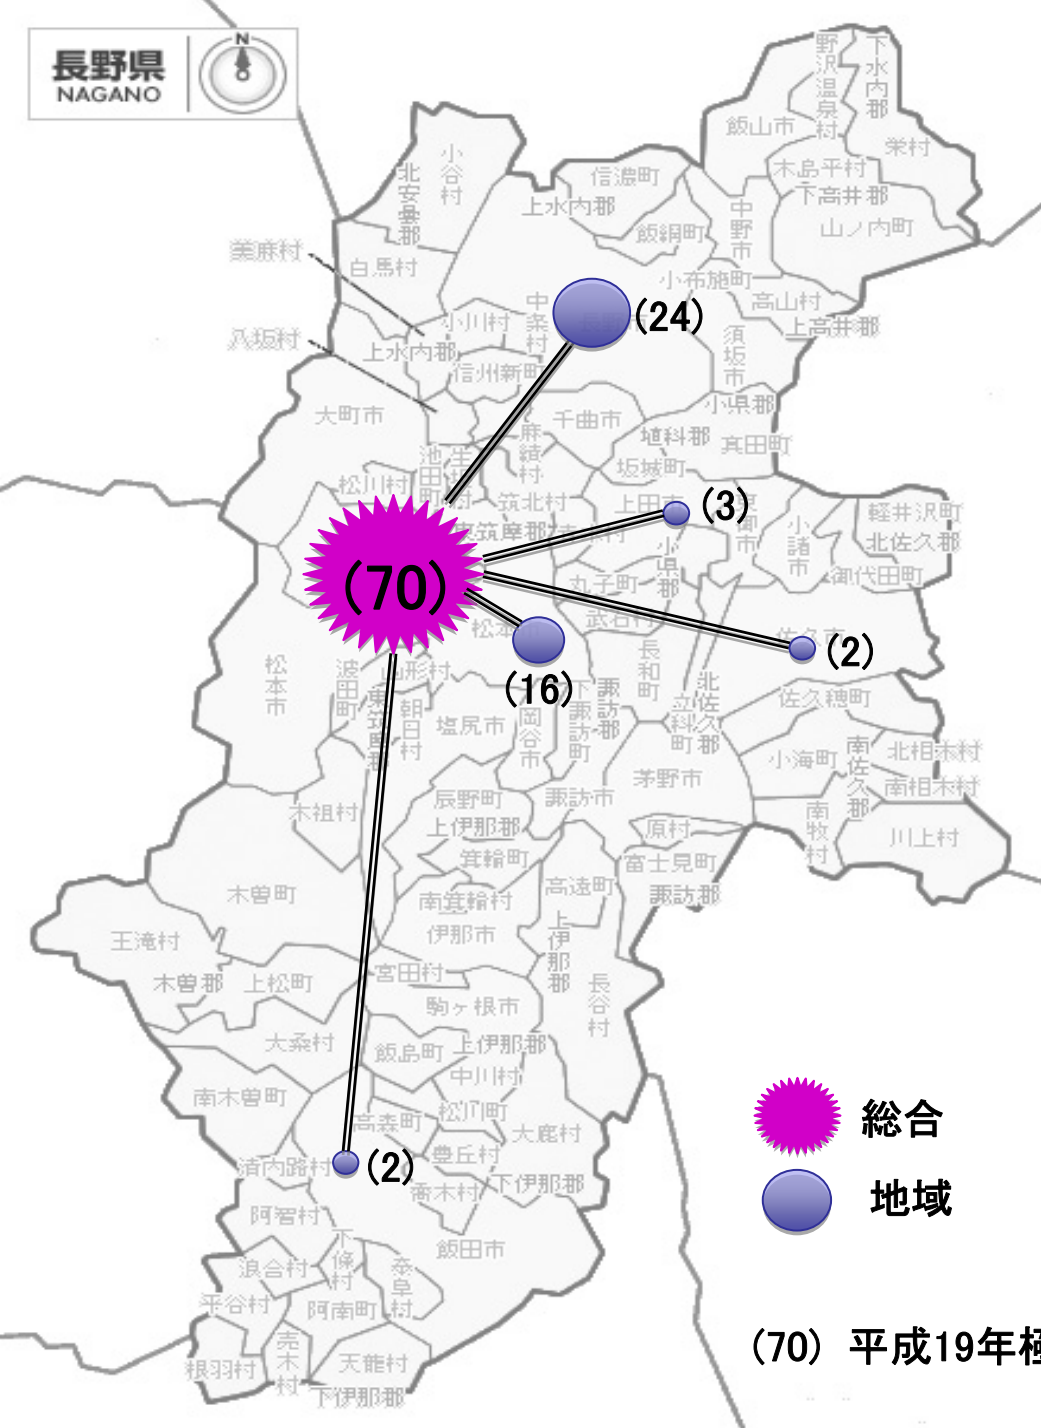 長野県
NAGANO
N
野沢温泉村
下水内郡
飯山市
栄村
木島平村
下高井郡
山ノ内町
小谷村
北安曇郡
信濃町
上水内郡
飯綱町
中野市
美麻村
白馬村
小布施町
高山村
上高井郡
中条村
(24)
小川村
須坂市
八坂村
上水内郡
信州新町
大町市
千曲市
小県郡
麻績村
埴科郡
真田町
坂城町
松川村
筑北村
上田市
(3)
小諸市
軽井沢町
北佐久郡
東筑摩郡
小県郡
御代田町
(70)
丸子町
武石村
(2)
(16)
松本市
波田町
山形村
朝日村
塩尻市
岡谷市
下諏訪町
諏訪郡
長和町
立科町
北佐久郡
佐久穂町
小海町
南佐久郡
北相木村
南相木村
茅野市
辰野町
諏訪市
上伊那郡
木祖村
原村
南牧村
川上村
箕輪町
富士見町
諏訪郡
木曽町
高遠町
南箕輪村
伊那市
上伊那郡
王滝村
木曽郡
上松町
宮田村
長谷村
駒ヶ根市
大桑村
飯島町
上伊那郡
中川村
南木曽町
高森町
松川町
大鹿村
清内路村
(2)
豊丘村
喬木村
下伊那郡
阿智村
飯田市
下條村
浪合村
泰阜村
平谷村
阿南町
売木村
根羽村
天龍村
下伊那郡
総合
地域
(70) 平成19年